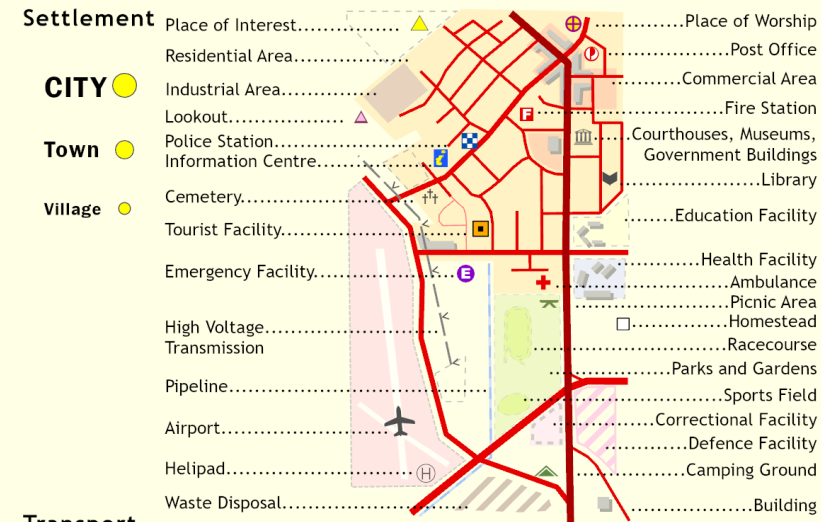 Settlement
CITY
Town
Village
Place of Interest
Residential Area
Industrial Area
Lookout
Police Station
Information Centre
Cemetery
Tourist Facility
Emergency Facility
High Voltage
Transmission
Pipeline
Airport
Helipad
Waste Disposal
Place of Worship
Post Office
Commercial Area
Fire Station
Courthouses, Museums,
Government Buildings
Library
Education Facility
Health Facility
Ambulance
Picnic Area
Homestead
Racecourse
Parks and Gardens
Sports Field
Correctional Facility
Defence Facility
Camping Ground
Building
F
i
E
H
Transport